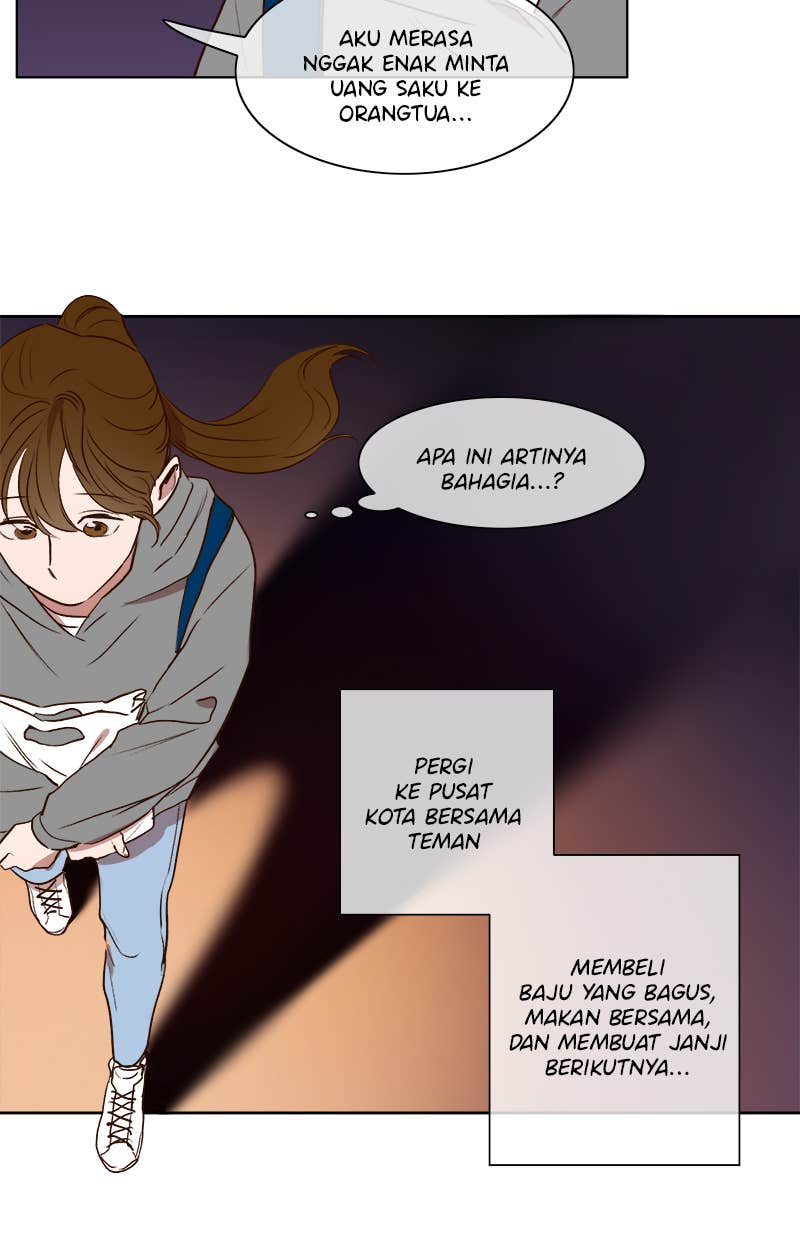 AKU MERASA
NGGAK ENAK MINTA
UANG SAKU KE
ORANGTUA...
APA INI ARTINYA
BAHAGIA...?
PERGI
KE PUSAT
KOTA BERSAMA
TEMAN
MEMBELI
BAJU YANG BAGUS,
MAKAN BERSAMA,
DAN MEMBUAT JANJI
BERIKUTNYA...